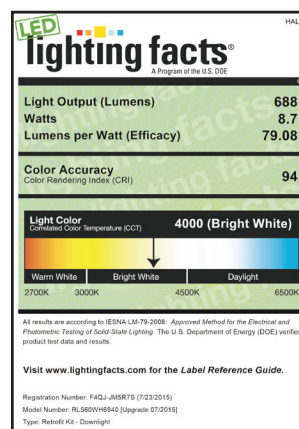 HAL
LED
lighting facts®
A Program of the U.S. DOE
Light Output (Lumens) 688
Watts 8.7
Lumens per Watt (Efficacy) 79.08
Color Accuracy 94
Color Rendering Index (CRI)
Light Color 4000 (Bright White)
Correlated Color Temperature (CCT)
Warm White Bright White Daylight
2700K 3000K 4500K 6500K
All results are according to IESNA LM-79-2008: Approved Method for the Electrical and
Photometric Testing of Solid-State Lighting. The U.S. Department of Energy (DOE) verifies
product test data and results.
Visit www.lightingfacts.com for the Label Reference Guide.
Registration Number: F4QJ-JM5R7S (7/23/2015)
Model Number: RL560WH6940 [Upgrade 07/2015]
Type: Retrofit Kit - Downlight